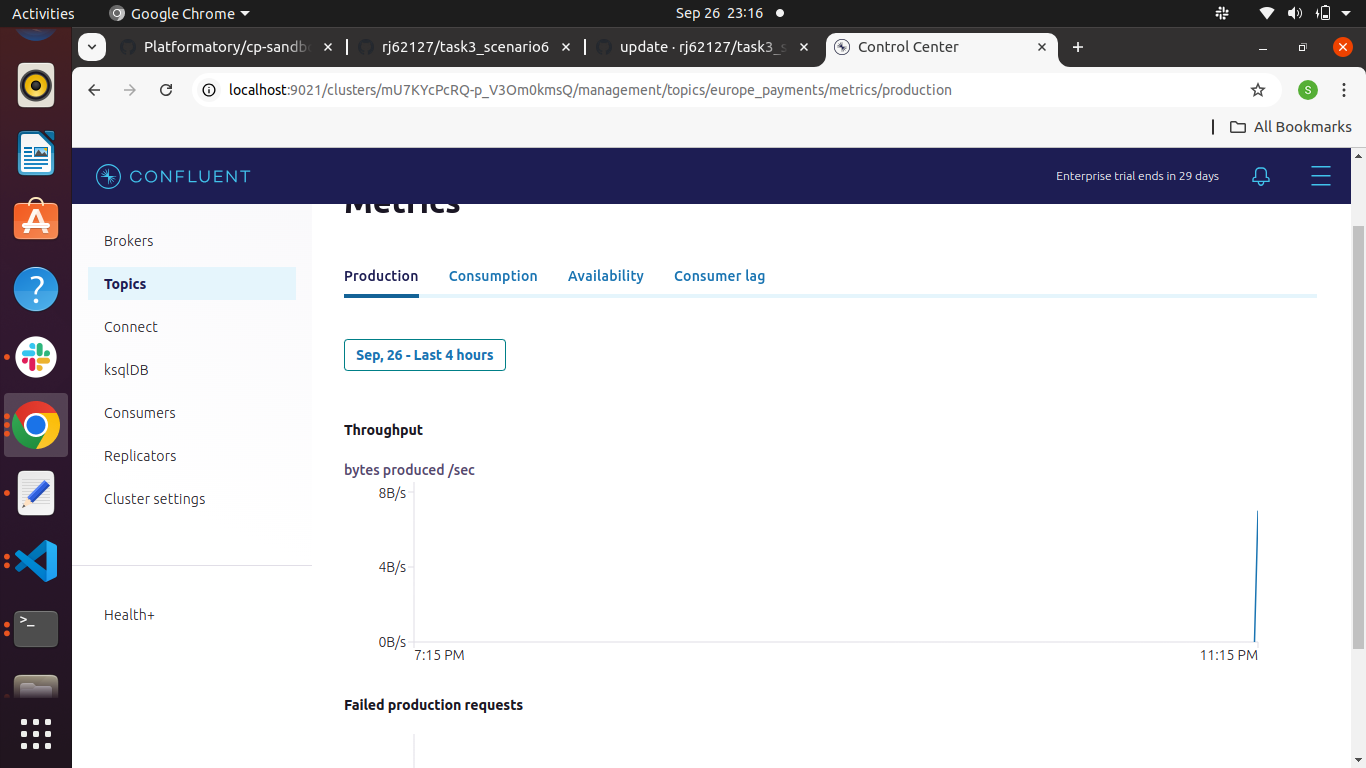 Activities Google Chrome Sep 26 23:16
Platformatory/cp-sandb rj62127/task3_scenario6 update · rj62127/task3_s Control Center
localhost:9021/clusters/mU7KYcPcRQ-p_V3Om0kmsQ/management/topics/europe_payments/metrics/production S
All Bookmarks
CONFLUENT Enterprise trial ends in 29 days
Metrics
Brokers
Topics
Connect
ksqlDB
Consumers
Replicators
Cluster settings
Health+
Production Consumption Availability Consumer lag
Sep, 26 - Last 4 hours
Throughput
bytes produced /sec
8B/s
4B/s
0B/s
7:15 PM 11:15 PM
Failed production requests